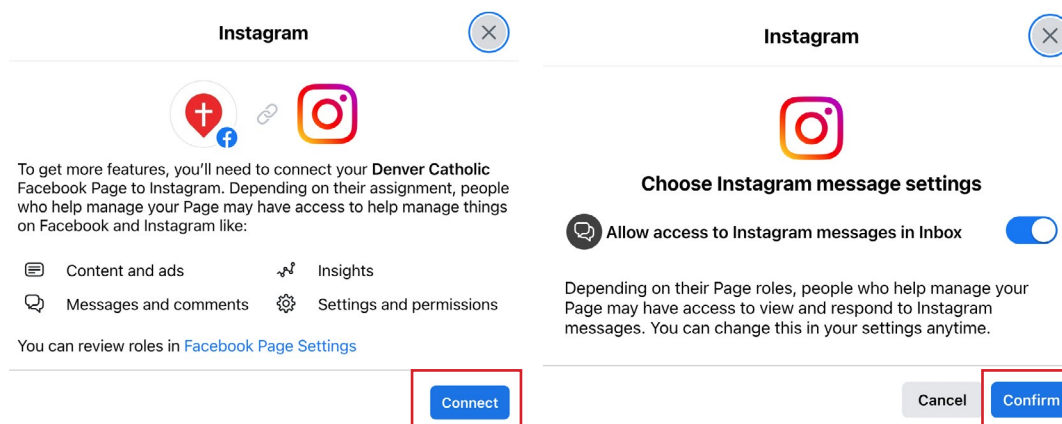 Instagram
To get more features, you'll need to connect your Denver Catholic
Facebook Page to Instagram. Depending on their assignment, people
who help manage your Page may have access to help manage things
on Facebook and Instagram like:
Content and ads
Insights
Messages and comments
Settings and permissions
You can review roles in Facebook Page Settings
Connect
Instagram
Choose Instagram message settings
Allow access to Instagram messages in Inbox
Depending on their Page roles, people who help manage your
Page may have access to view and respond to Instagram
messages. You can change this in your settings anytime.
Cancel
Confirm